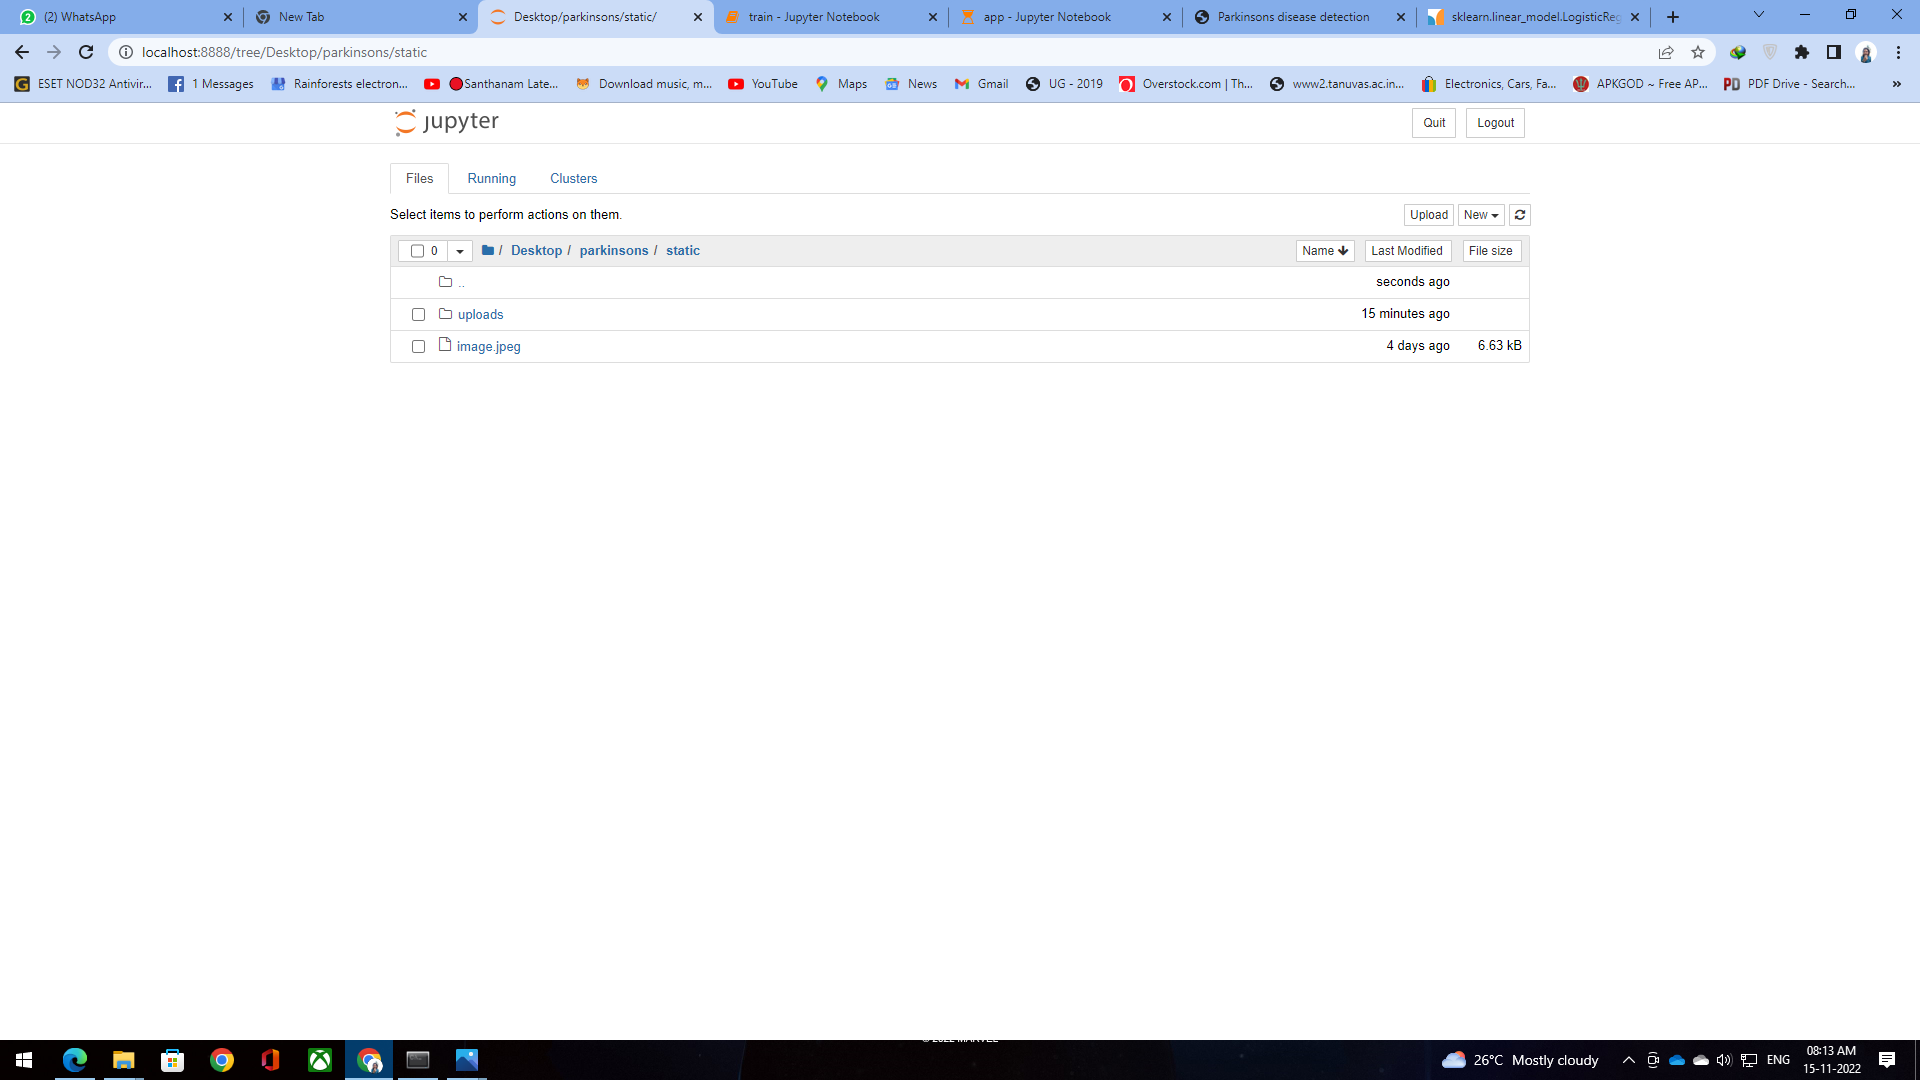 (2) WhatsApp
New Tab
Desktop/parkinsons/static/
train - Jupyter Notebook
app - Jupyter Notebook
Parkinsons disease detection
sklearn.linear_model.LogisticReg
localhost:8888/tree/Desktop/parkinsons/static
ESET NOD32 Antivir...
1 Messages
Rainforests electron...
Santhanam Late...
Download music, m...
YouTube
Maps
News
Gmail
UG - 2019
Overstock.com | Th...
www2.tanuvas.ac.in...
Electronics, Cars, Fa...
APKGOD ~ Free AP...
PD PDF Drive - Search...
»
jupyter
Quit
Logout
Files
Running
Clusters
Select items to perform actions on them.
Upload
New
0
/ Desktop / parkinsons / static
Name
Last Modified
File size
..
seconds ago
uploads
15 minutes ago
image.jpeg
4 days ago
6.63 kB
© 2022 MARVEL
26°C Mostly cloudy
ENG
08:13 AM
15-11-2022